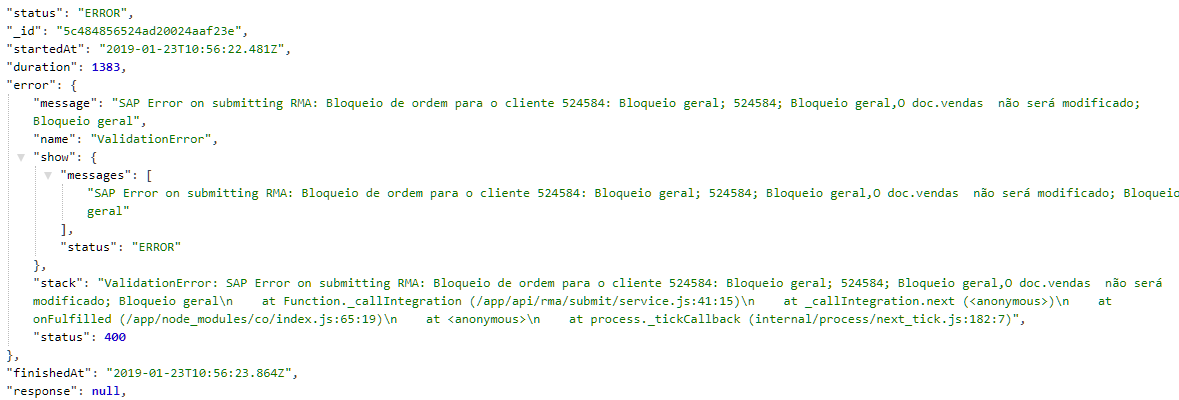 "status": "ERROR",
"_id": "5c484856524ad20024aaf23e",
"startedAt": "2019-01-23T10:56:22.481Z",
"duration": 1383,
"error": {
"message": "SAP Error on submitting RMA: Bloqueio de ordem para o cliente 524584: Bloqueio geral; 524584; Bloqueio geral,O doc.vendas  não será modificado;
Bloqueio geral",
"name": "ValidationError",
"show": {
"messages": [
"SAP Error on submitting RMA: Bloqueio de ordem para o cliente 524584: Bloqueio geral; 524584; Bloqueio geral,O doc.vendas  não será modificado; Bloqueio
geral"
],
"status": "ERROR"
},
"stack": "ValidationError: SAP Error on submitting RMA: Bloqueio de ordem para o cliente 524584: Bloqueio geral; 524584; Bloqueio geral,O doc.vendas  não será
modificado; Bloqueio geral\n    at Function._callIntegration (/app/api/rma/submit/service.js:41:15)\n    at _callIntegration.next (<anonymous>)\n    at
onFulfilled (/app/node_modules/co/index.js:65:19)\n    at <anonymous>\n    at process._tickCallback (internal/process/next_tick.js:182:7)",
"status": 400
},
"finishedAt": "2019-01-23T10:56:23.864Z",
"response": null,